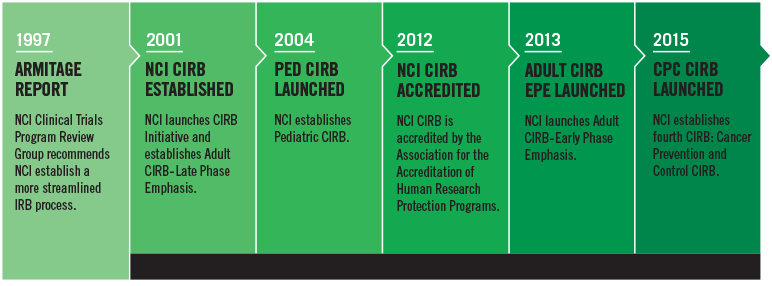 1997
ARMITAGE
REPORT
NCI Clinical Trials
Program Review
Group recommends
NCI establish a
more streamlined
IRB process.
2001
NCI CIRB
ESTABLISHED
NCI launches CIRB
Initiative and
establishes Adult
CIRB–Late Phase
Emphasis.
2004
PED CIRB
LAUNCHED
NCI establishes
Pediatric CIRB.
2012
NCI CIRB
ACCREDITED
NCI CIRB is
accredited by the
Association for the
Accreditation of
Human Research
Protection Programs.
2013
ADULT CIRB
EPE LAUNCHED
NCI launches Adult
CIRB–Early Phase
Emphasis.
2015
CPC CIRB
LAUNCHED
NCI establishes
fourth CIRB: Cancer
Prevention and
Control CIRB.